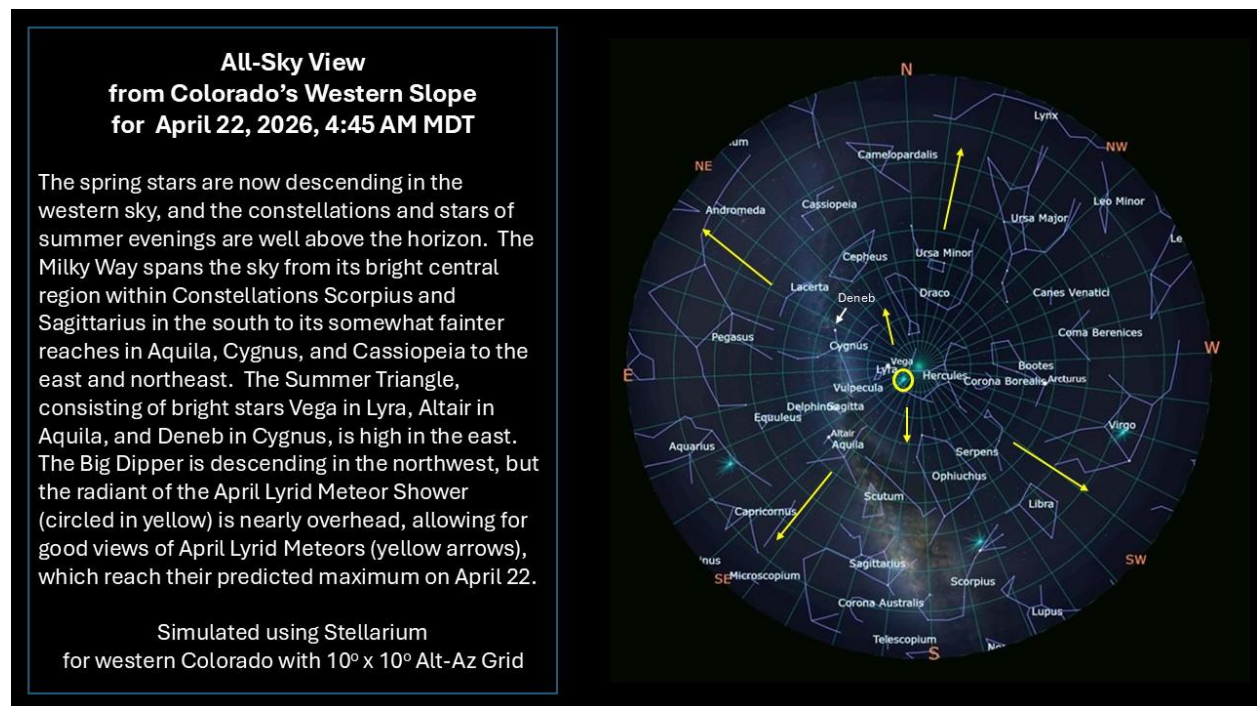 All-Sky View
from Colorado's Western Slope
for April 22, 2026, 4:45 AM MDT
The spring stars are now descending in the
western sky, and the constellations and stars of
summer evenings are well above the horizon. The
Milky Way spans the sky from its bright central
region within Constellations Scorpius and
Sagittarius in the south to its somewhat fainter
reaches in Aquila, Cygnus, and Cassiopeia to the
east and northeast. The Summer Triangle,
consisting of bright stars Vega in Lyra, Altair in
Aquila, and Deneb in Cygnus, is high in the east.
The Big Dipper is descending in the northwest, but
the radiant of the April Lyrid Meteor Shower
(circled in yellow) is nearly overhead, allowing for
good views of April Lyrid Meteors (yellow arrows),
which reach their predicted maximum on April 22.
Simulated using Stellarium
for western Colorado with 10º x 10º Alt-Az Grid
N
Lynx
um
Camelopardalis
NW
NE
Andromeda
Cassiopeia
Ursa Major
Leo Minor
Le
Cepheus
Ursa Minor
Lacerta
Deneb
Draco
Canes Venatici
Pegasus
Cygnus
Coma Berenices
W
E
Vega
Lyra
Hercules
Bootes
Corona Borealis
Arcturus
Vulpecula
Delphinus
Sagitta
Equuleus
Altair
Aquila
Virgo
Aquarius
Serpens
Ophiuchus
Scutum
Libra
Capricornus
nus
SE
Microscopium
Sagittarius
Scorpius
SW
Corona Australis
Lupus
Telescopium
S
No